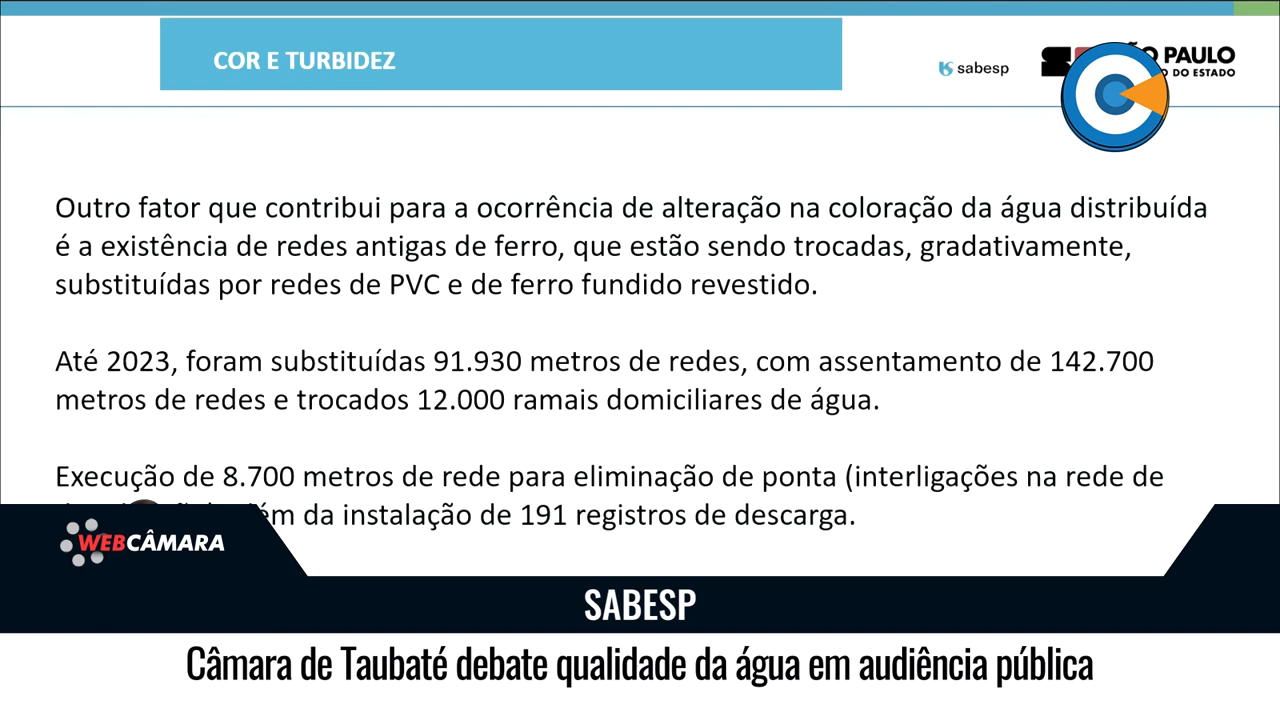 COR E TURBIDEZ
sabesp
PAULO
DO ESTADO
Outro fator que contribui para a ocorrência de alteração na coloração da água distribuída
é a existência de redes antigas de ferro, que estão sendo trocadas, gradativamente,
substituídas por redes de PVC e de ferro fundido revestido.
Até 2023, foram substituídas 91.930 metros de redes, com assentamento de 142.700
metros de redes e trocados 12.000 ramais domiciliares de água.
Execução de 8.700 metros de rede para eliminação de ponta (interligações na rede de
da instalação de 191 registros de descarga.
WEBCÂMARA
SABESP
Câmara de Taubaté debate qualidade da água em audiência pública